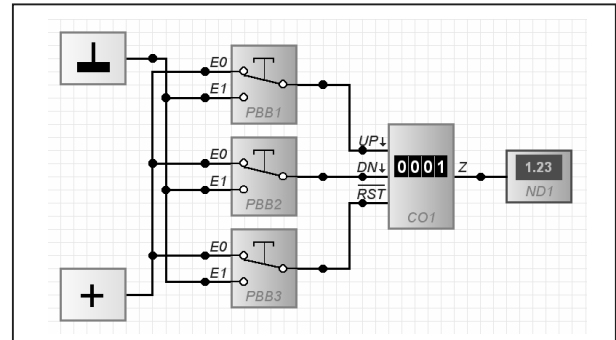 E0
E1
PBB1
E0
E1
PBB2
E0
E1
PBB3
+
UP↓
DN↓
RST
0001
CO1
Z
1.23
ND1